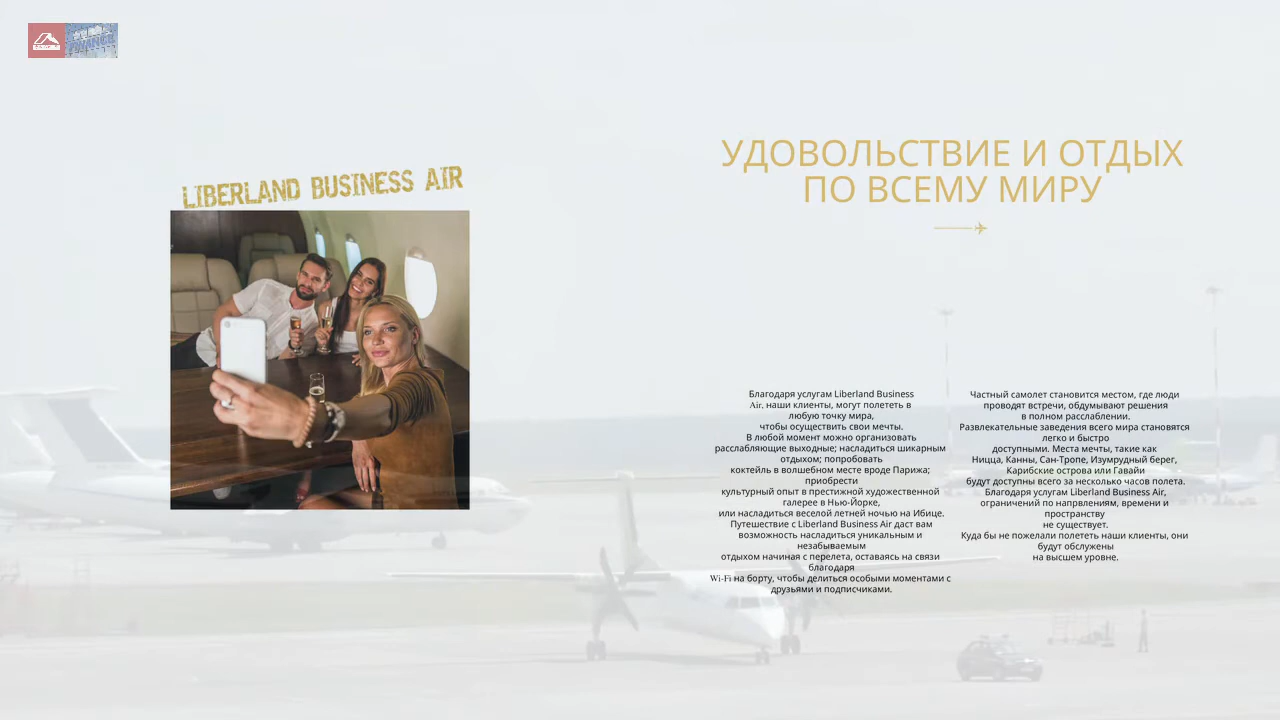 LIBERLAND BUSINESS AIR
УДОВОЛЬСТВИЕ И ОТДЫХ
ПО ВСЕМУ МИРУ
Благодаря услугам Liberland Business
Air, наши клиенты, могут полететь в
любую точку мира,
чтобы осуществить свои мечты.
В любой момент можно организовать
расслабляющие выходные; насладиться шикарным
отдыхом; попробовать
коктейль в волшебном месте вроде Парижа;
приобрести
культурный опыт в престижной художественной
галерее в Нью-Йорке,
или насладиться веселой летней ночью на Ибице.
Путешествие с Liberland Business Air даст вам
возможность насладиться уникальным и
незабываемым
отдыхом начиная с перелета, оставаясь на связи
благодаря
Wi-Fi на борту, чтобы делиться особыми моментами с
друзьями и подписчиками.
Частный самолет становится местом, где люди
проводят встречи, обдумывают решения
в полном расслаблении.
Развлекательные заведения всего мира становятся
легко и быстро
доступными. Места мечты, такие как
Ницца, Канны, Сан-Тропе, Изумрудный берег,
Карибские острова или Гавайи
будут доступны всего за несколько часов полета.
Благодаря услугам Liberland Business Air,
ограничений по напрвлениям, времени и
пространству
не существует.
Куда бы не пожелали полететь наши клиенты, они
будут обслужены
на высшем уровне.